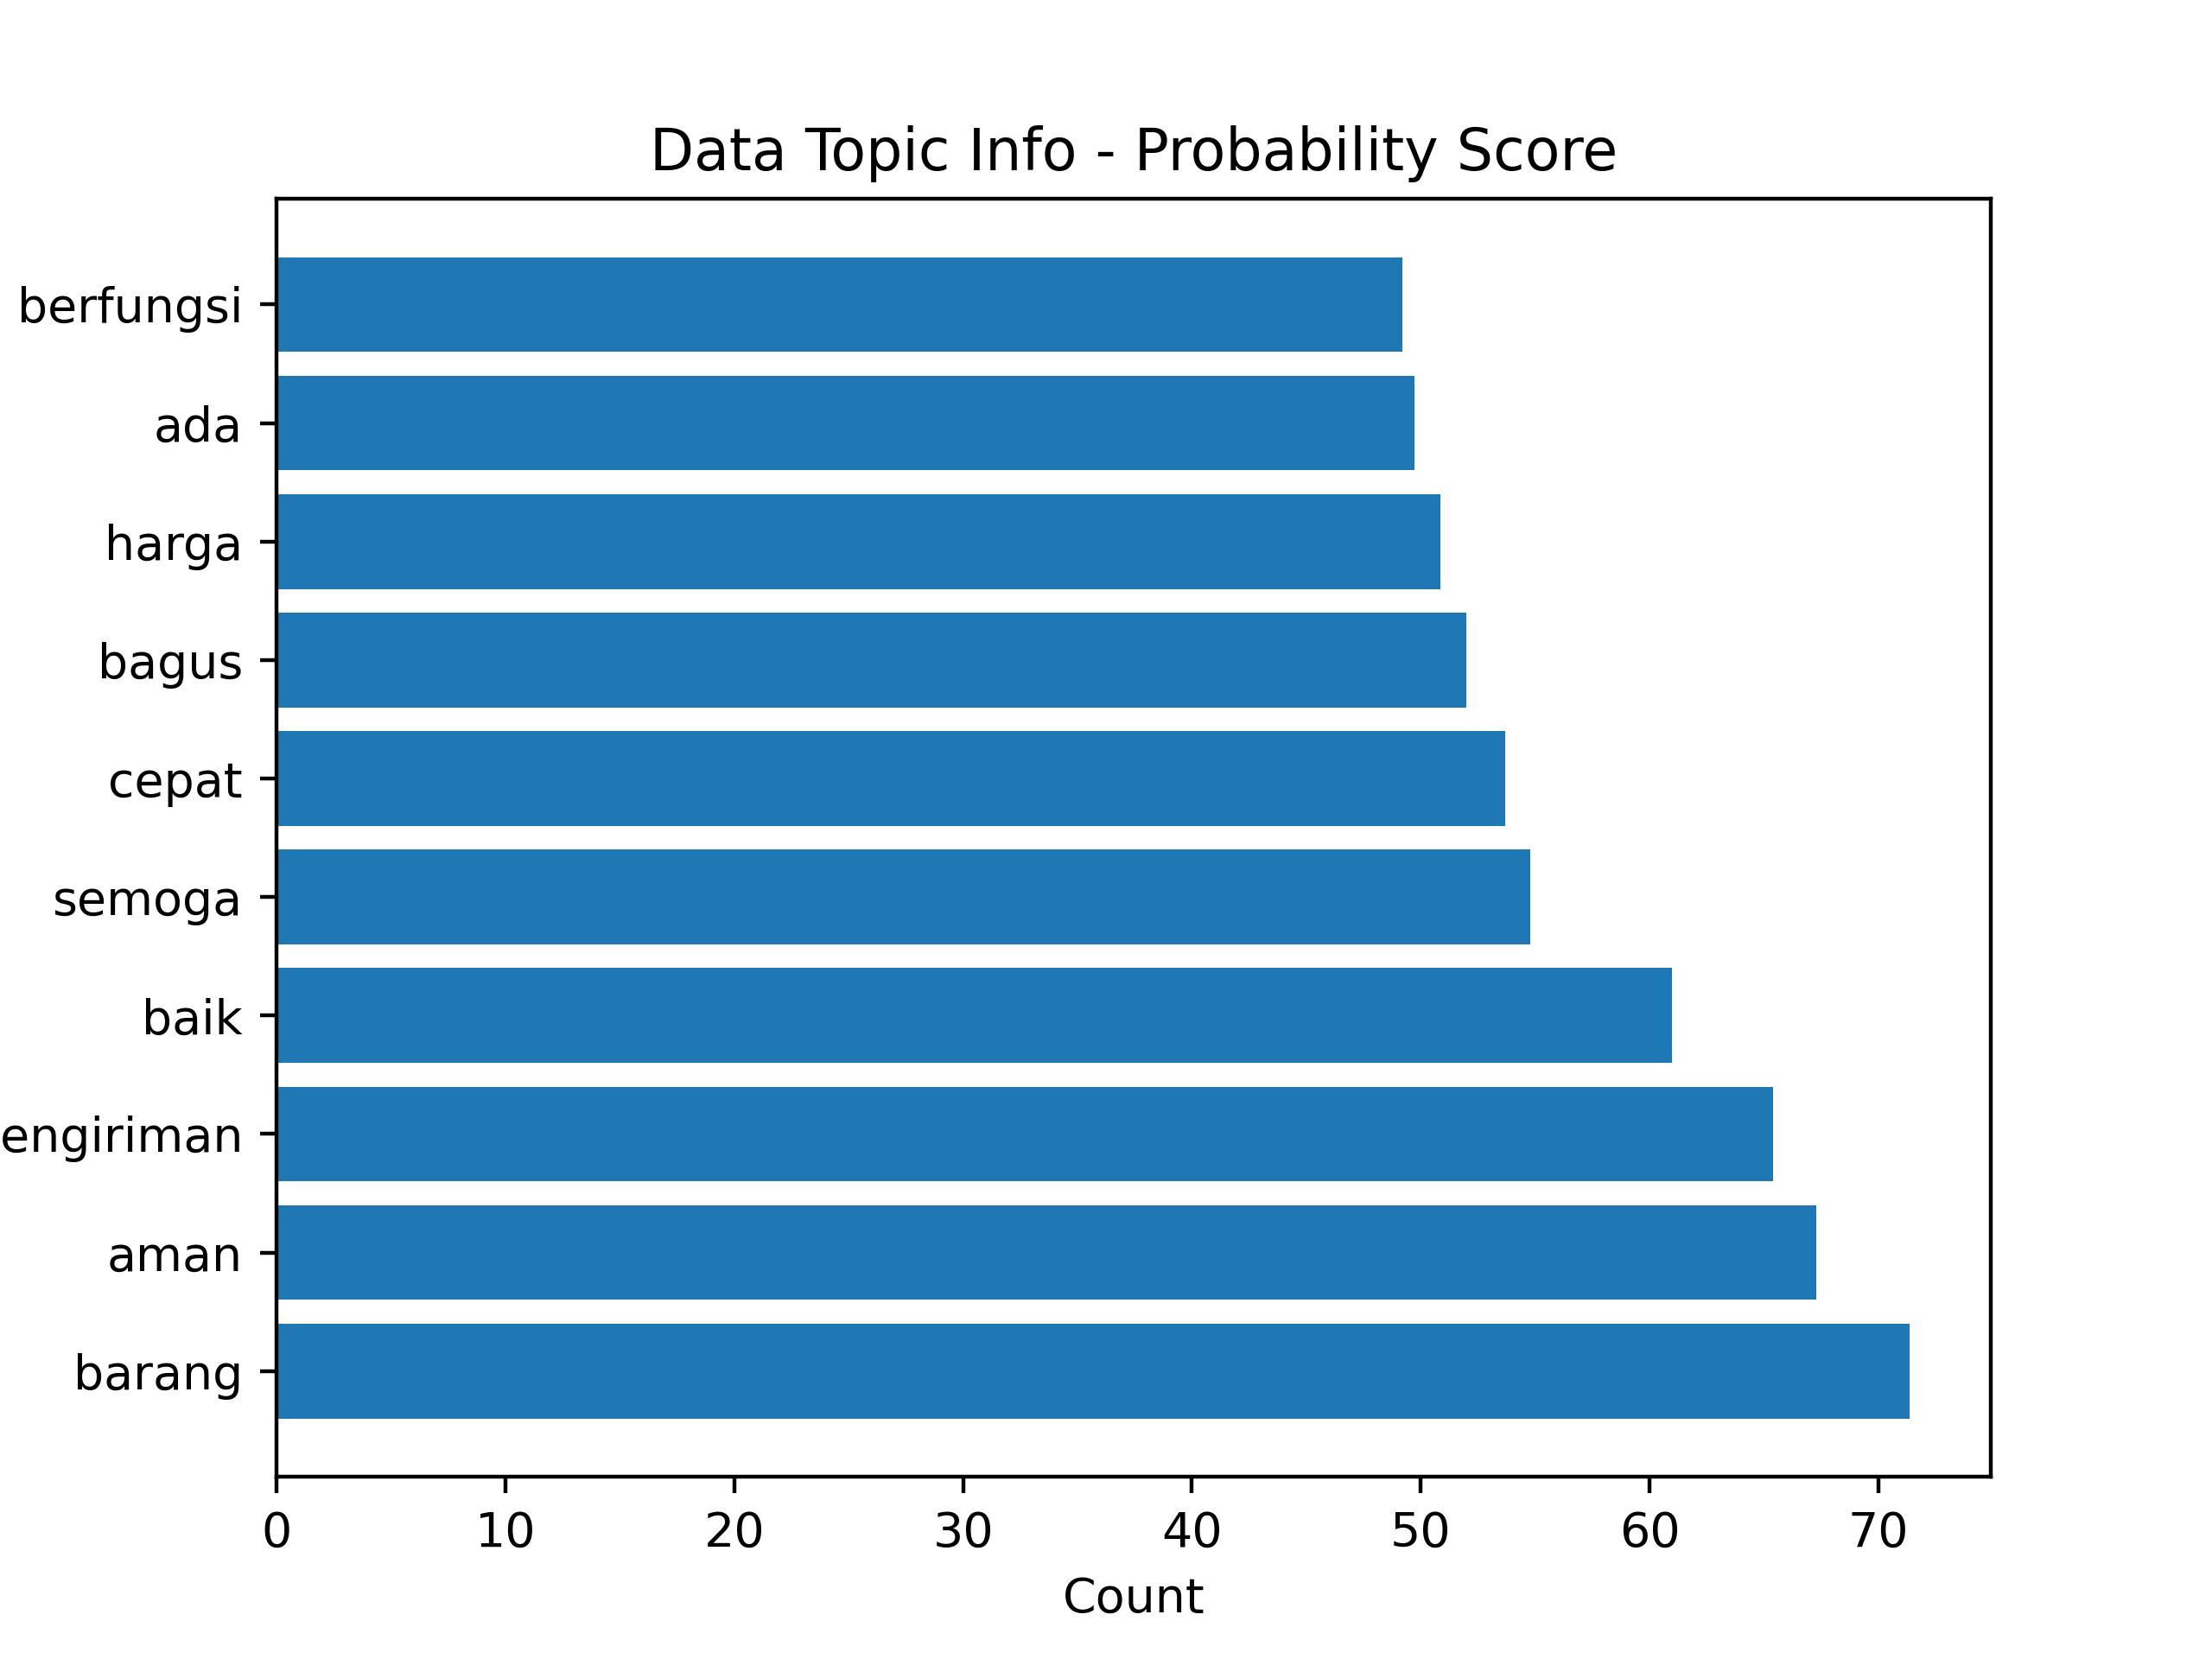 Data Topic Info - Probability Score
berfungsi
ada
harga
bagus
cepat
semoga
baik
engiriman
aman
barang
0 10 20 30 40 50 60 70
Count